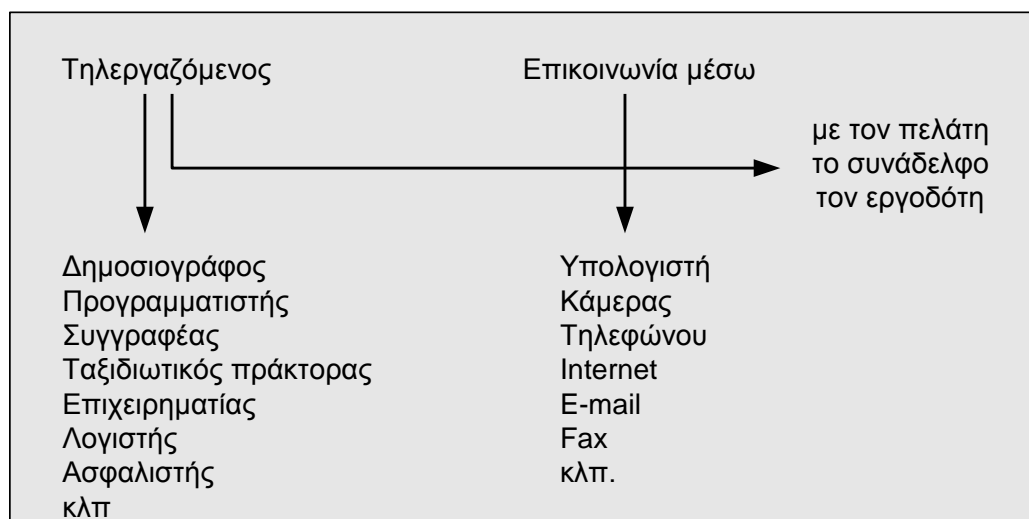 Τηλεργαζόμενος
Επικοινωνία μέσω
με τον πελάτη
το συνάδελφο
τον εργοδότη
Δημοσιογράφος
Προγραμματιστής
Συγγραφέας
Ταξιδιωτικός πράκτορας
Επιχειρηματίας
Λογιστής
Ασφαλιστής
κλπ
Υπολογιστή
Κάμερας
Τηλεφώνου
Internet
E-mail
Fax
κλπ.